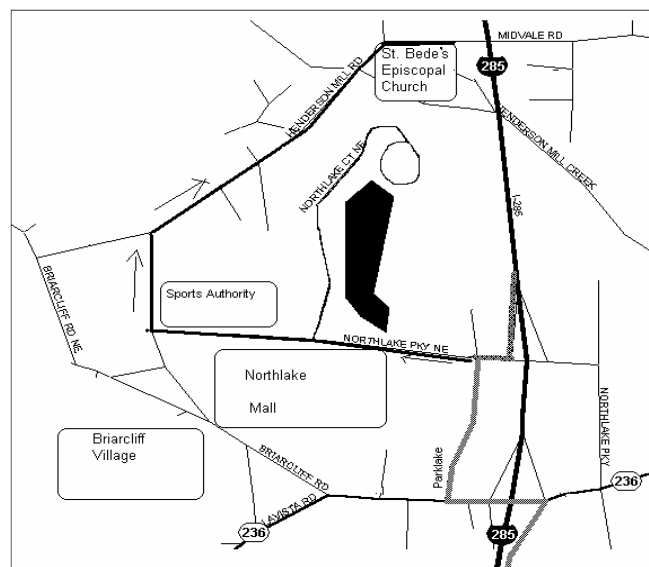 MIDVALE RD
St. Bede's
Episcopal
Church
285
HENDERSON MILL RD
HENDERSON MILL CREEK
NORTHLAKE CT NE
I-285
Sports Authority
BRIARCLIFF RD NE
NORTHLAKE PKY NE
Northlake
Mall
NORTHLAKE PKY
Briarcliff
Village
BRIARCLIFF RD
Parklake
LAVISTA RD
236
236
285